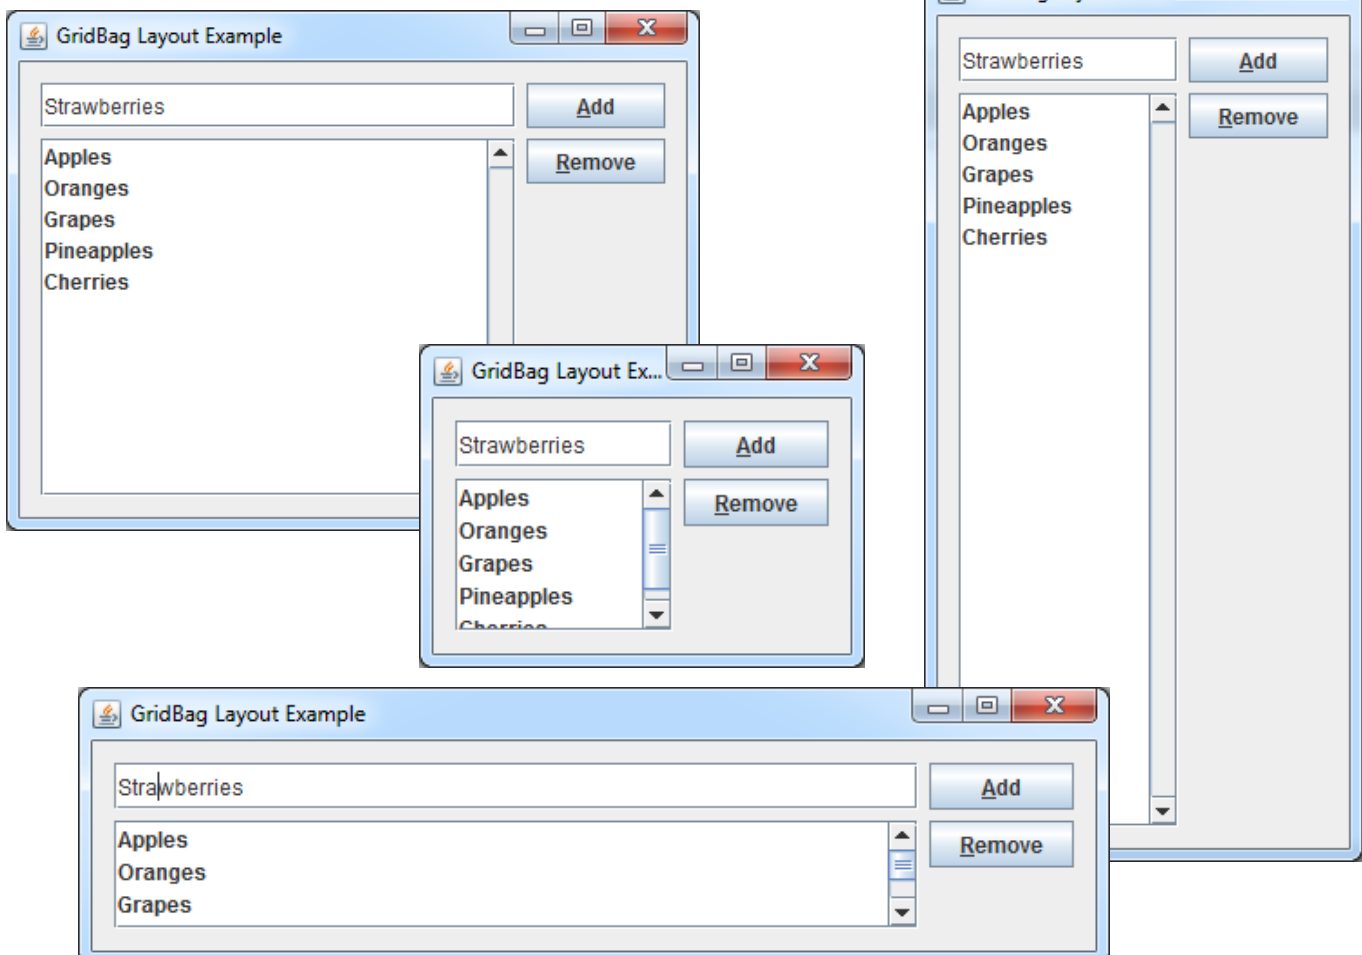 GridBag Layout Example
Strawberries
Add
Apples
Remove
Oranges
Grapes
Pineapples
Cherries
Strawberries
Add
Apples
Remove
Oranges
Grapes
Pineapples
Cherries
GridBag Layout Ex...
Strawberries
Add
Apples
Remove
Oranges
Grapes
Pineapples
Cherries
GridBag Layout Example
Strawberries
Add
Apples
Remove
Oranges
Grapes